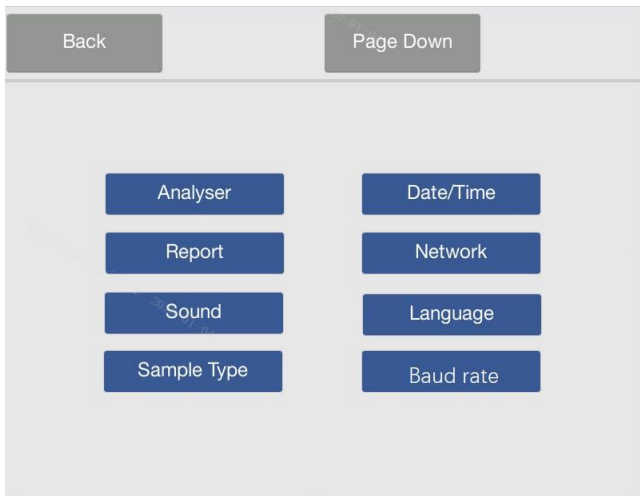 Back
Page Down
Analyser
Date/Time
Report
Network
Sound
Language
Sample Type
Baud rate